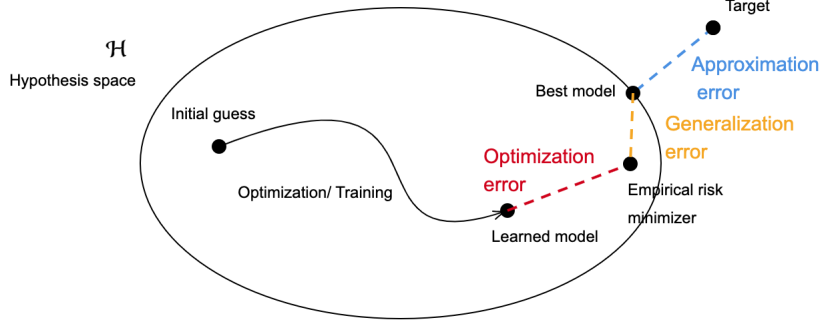 Target
ℋ
Hypothesis space
Approximation
error
Best model
Initial guess
Generalization
error
Optimization
error
Optimization/ Training
Empirical risk
minimizer
Learned model